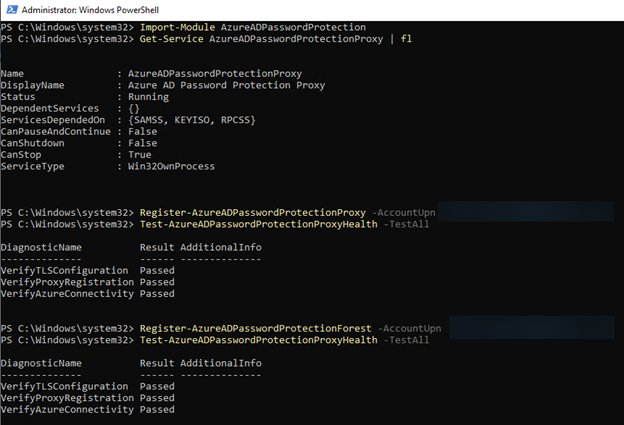 Administrator: Windows PowerShell
PS C:\Windows\system32> Import-Module AzureADPasswordProtection
PS C:\Windows\system32> Get-Service AzureADPasswordProtectionProxy | fl
Name                : AzureADPasswordProtectionProxy
DisplayName         : Azure AD Password Protection Proxy
Status              : Running
DependentServices   : {}
ServicesDependedOn  : {SAMSS, KEYISO, RPCSS}
CanPauseAndContinue : False
CanShutdown         : False
CanStop             : True
ServiceType         : Win32OwnProcess
PS C:\Windows\system32> Register-AzureADPasswordProtectionProxy -AccountUpn
PS C:\Windows\system32> Test-AzureADPasswordProtectionProxyHealth -TestAll
DiagnosticName          Result AdditionalInfo
--------------          ------ --------------
VerifyTLSConfiguration  Passed
VerifyProxyRegistration Passed
VerifyAzureConnectivity Passed
PS C:\Windows\system32> Register-AzureADPasswordProtectionForest -AccountUpn
PS C:\Windows\system32> Test-AzureADPasswordProtectionProxyHealth -TestAll
DiagnosticName          Result AdditionalInfo
--------------          ------ --------------
VerifyTLSConfiguration  Passed
VerifyProxyRegistration Passed
VerifyAzureConnectivity Passed